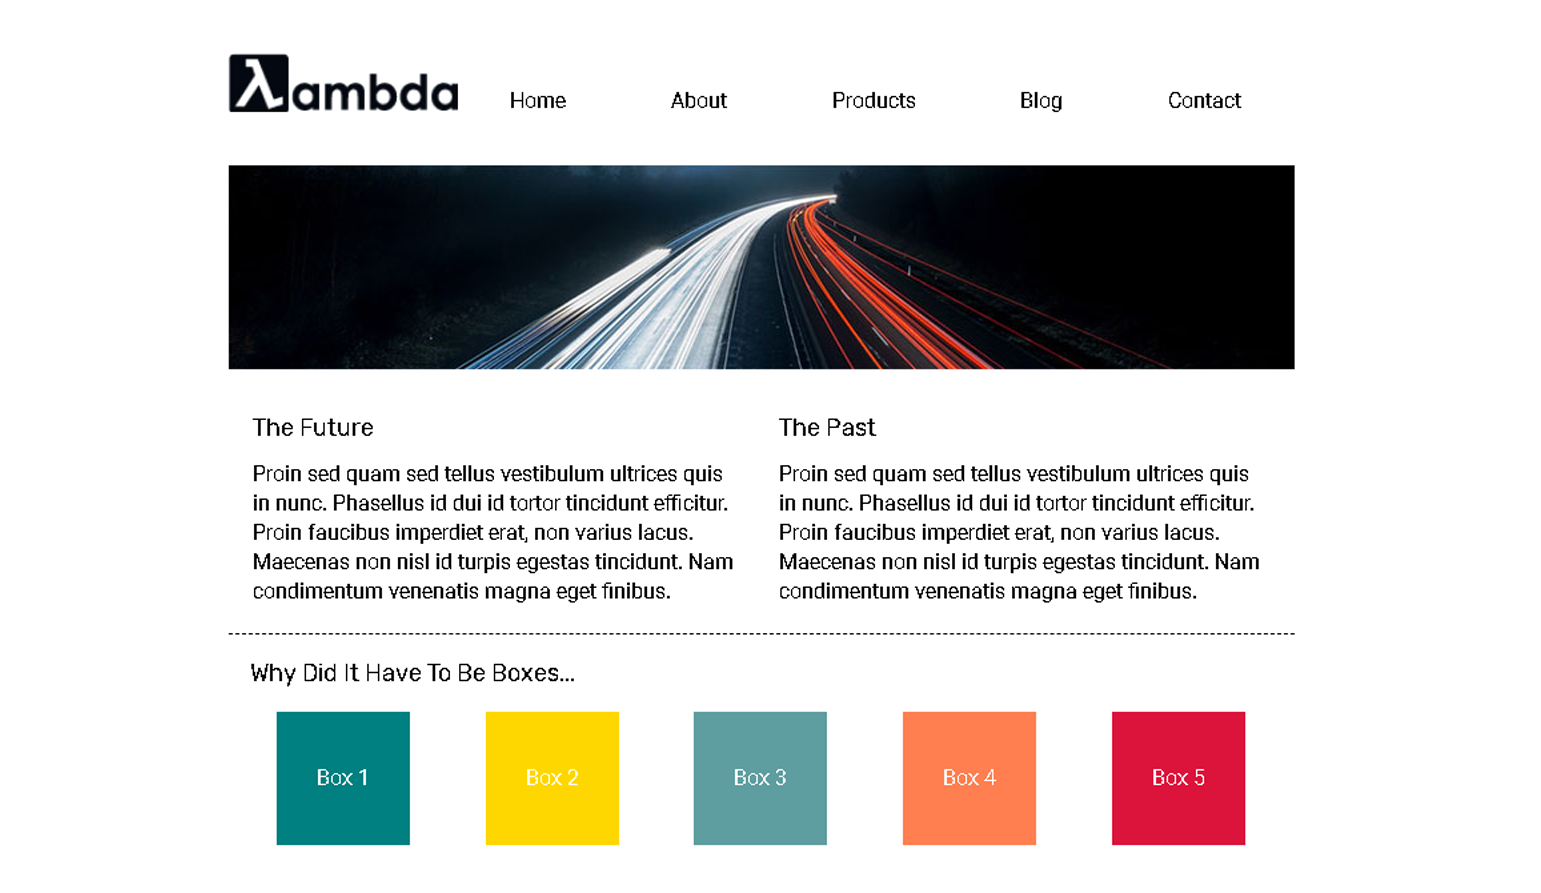 λambda
Home About Products Blog Contact
The Future
Proin sed quam sed tellus vestibulum ultrices quis
in nunc. Phasellus id dui id tortor tincidunt efficitur.
Proin faucibus imperdiet erat, non varius lacus.
Maecenas non nisl id turpis egestas tincidunt. Nam
condimentum venenatis magna eget finibus.
The Past
Proin sed quam sed tellus vestibulum ultrices quis
in nunc. Phasellus id dui id tortor tincidunt efficitur.
Proin faucibus imperdiet erat, non varius lacus.
Maecenas non nisl id turpis egestas tincidunt. Nam
condimentum venenatis magna eget finibus.
Why Did It Have To Be Boxes...
Box 1 Box 2 Box 3 Box 4 Box 5